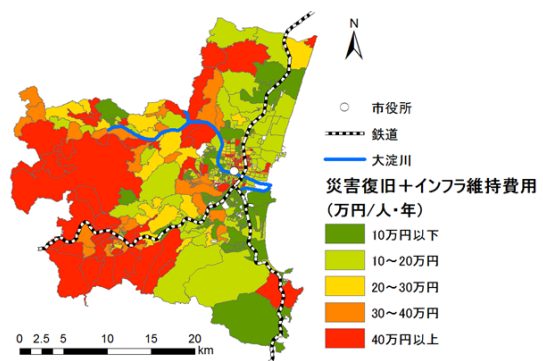 N
市役所
鉄道
大淀川
災害復旧＋インフラ維持費用
(万円/人・年)
10万円以下
10～20万円
20～30万円
30～40万円
40万円以上
0 2.5 5 10 15 20
km